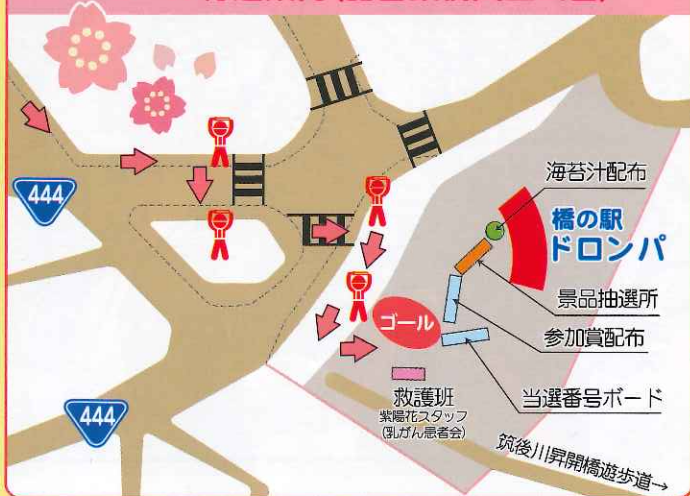 444
444
海苔汁配布
橋の駅
ドロンパ
景品抽選所
参加賞配布
当選番号ボード
ゴール
救護班
紫陽花スタッフ
(乳がん患者会)
筑後川昇開橋遊歩道→